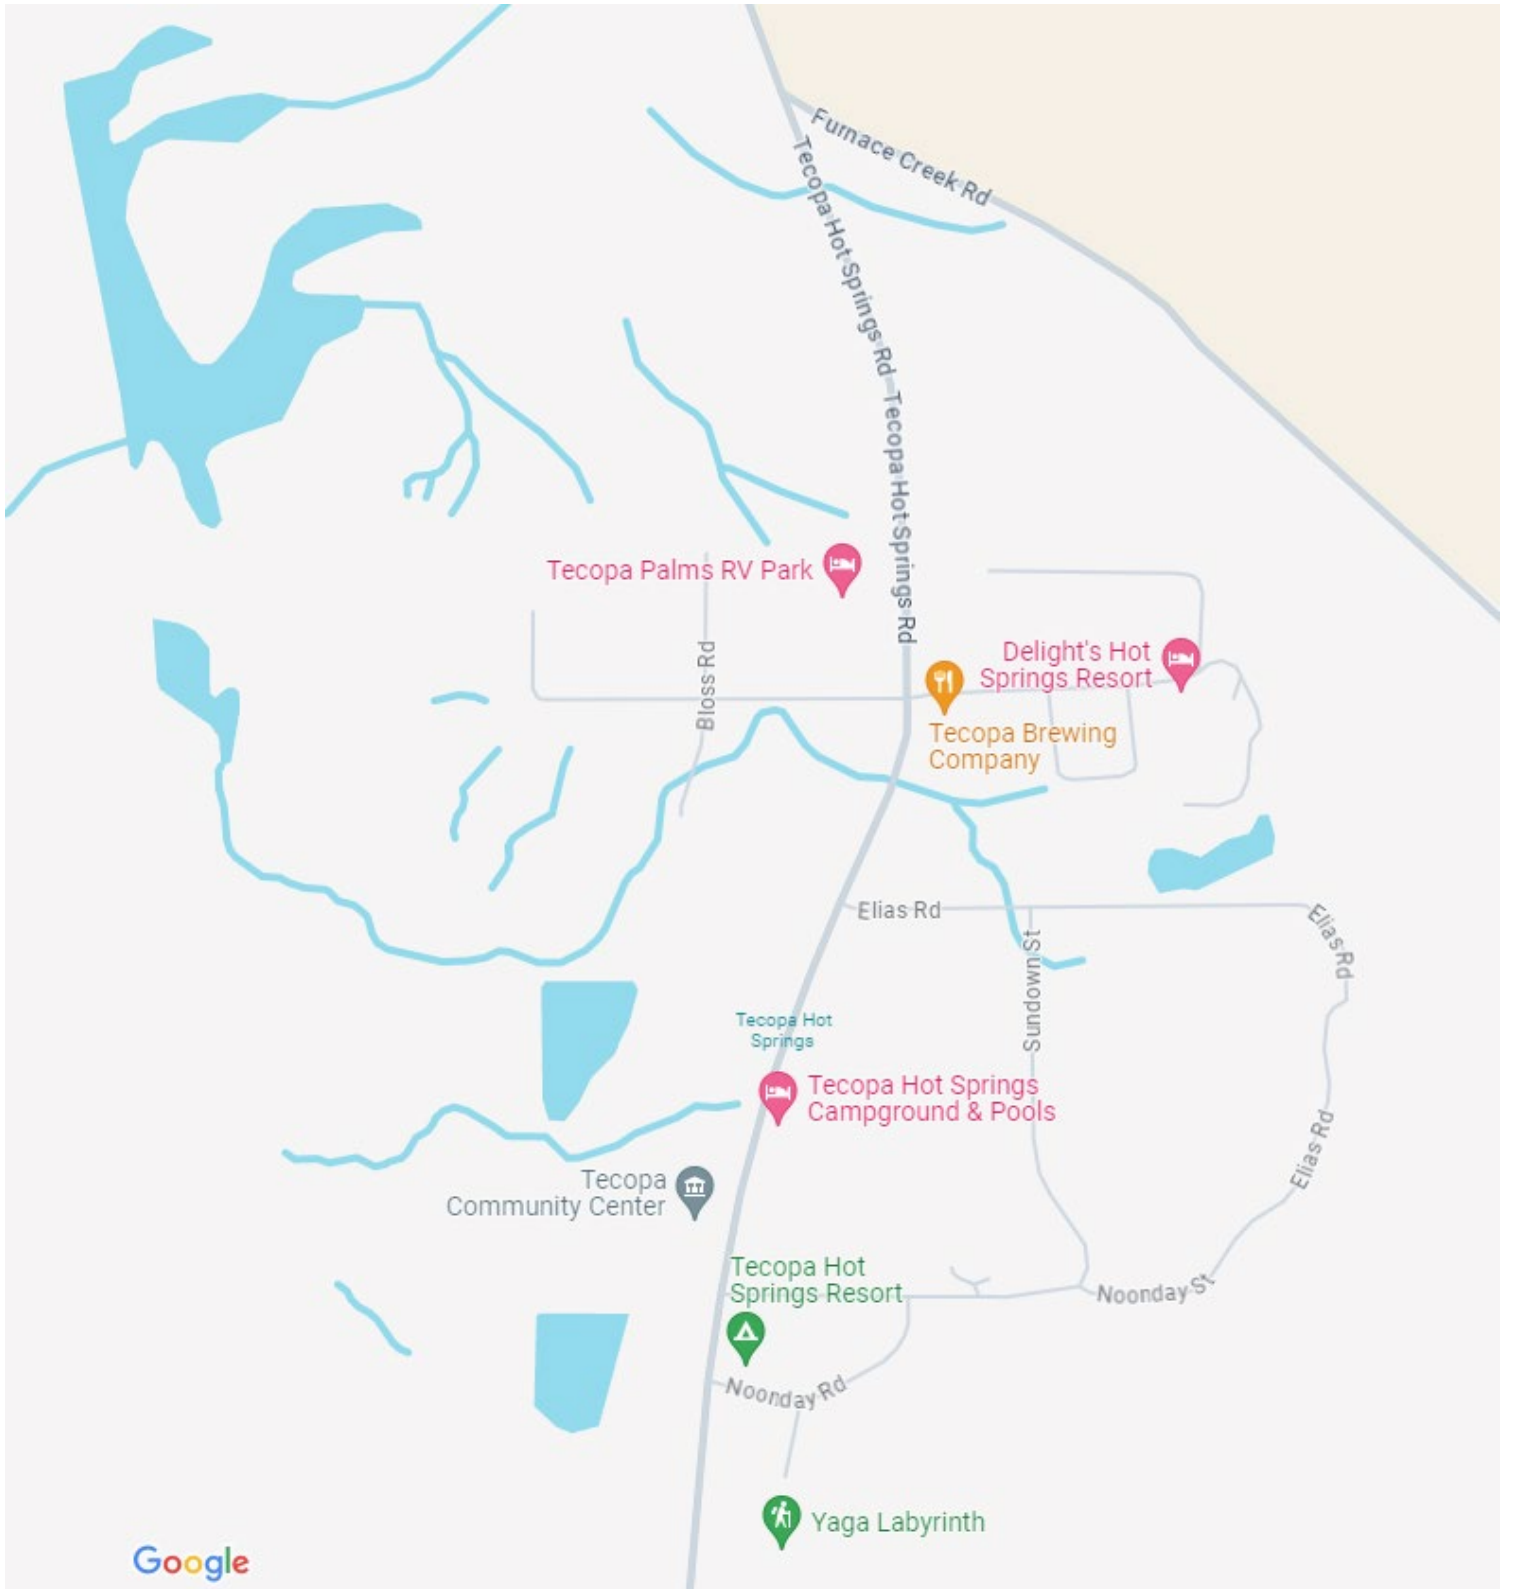 Furnace Creek Rd
Tecopa Hot Springs Rd
Tecopa Hot Springs Rd
Tecopa Palms RV Park
Bloss Rd
Delight's Hot
Springs Resort
Tecopa Brewing
Company
Elias Rd
Elias Rd
Sundown St
Tecopa Hot
Springs
Tecopa Hot Springs
Campground & Pools
Elias Rd
Tecopa
Community Center
Tecopa Hot
Springs Resort
Noonday St
Noonday Rd
Yaga Labyrinth
Google